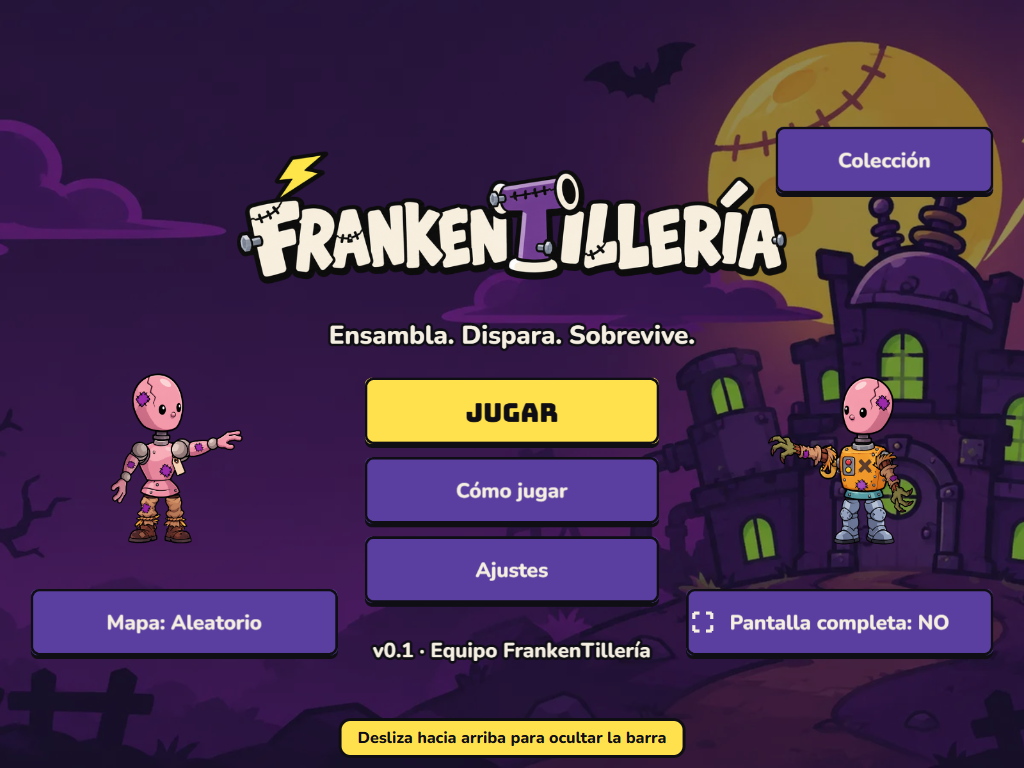 Colección
FRANKENTILLERÍA
Ensambla. Dispara. Sobrevive.
JUGAR
Cómo jugar
Ajustes
Mapa: Aleatorio
Pantalla completa: NO
v0.1 · Equipo FrankenTillería
Desliza hacia arriba para ocultar la barra